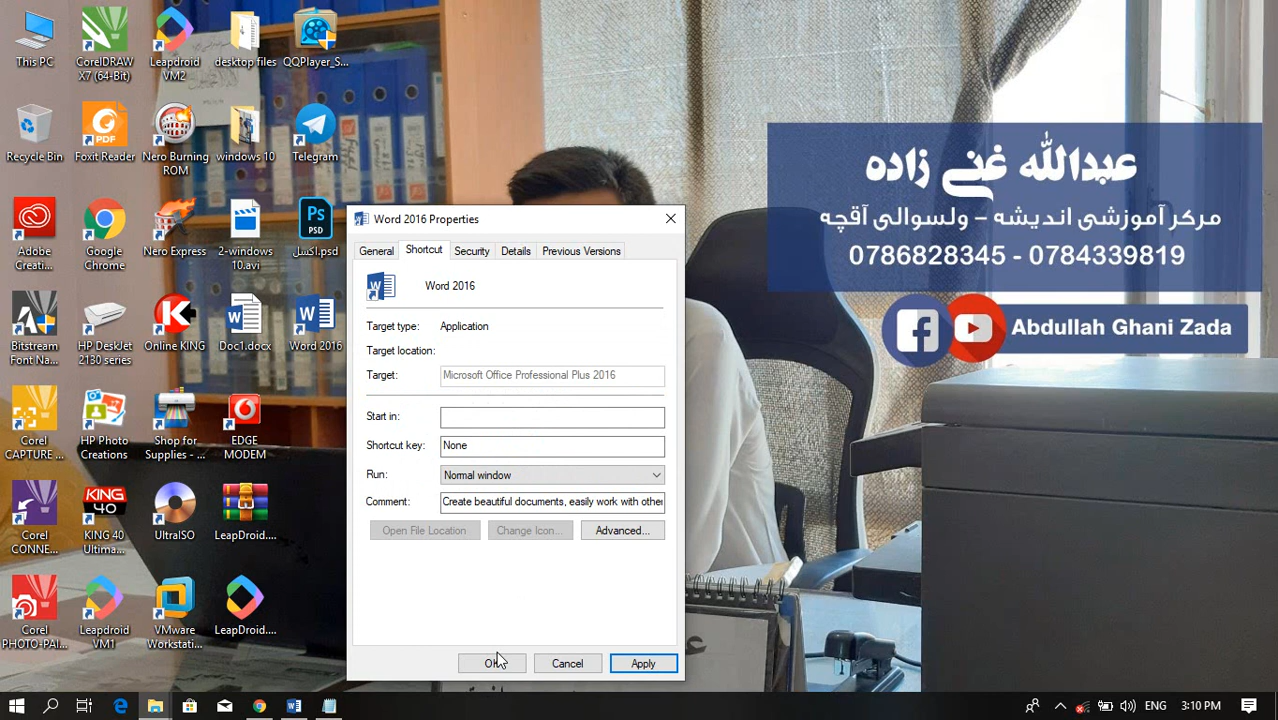 This PC
CorelDRAW
X7 (64-Bit)
Leapdroid
VM2
desktop files
QQPlayer_S...
Recycle Bin
Foxit Reader
Nero Burning
ROM
windows 10
Telegram
Adobe
Creati...
Google
Chrome
Nero Express
2-windows
10.avi
اکسل.psd
Bitstream
Font Na...
HP DeskJet
2130 series
Online KING
Doc1.docx
Word 2016
Corel
CAPTURE ...
HP Photo
Creations
Shop for
Supplies - ...
EDGE
MODEM
Corel
CONNE...
KING 40
Ultima...
UltraISO
LeapDroid....
Corel
PHOTO-PAI...
Leapdroid
VM1
VMware
Workstati...
LeapDroid....
PDF
Ps
PSD
KING
40
Word 2016 Properties
General
Shortcut
Security
Details
Previous Versions
Word 2016
Target type: Application
Target location:
Target: Microsoft Office Professional Plus 2016
Start in:
Shortcut key: None
Run: Normal window
Comment: Create beautiful documents, easily work with other
Open File Location
Change Icon...
Advanced...
OK
Cancel
Apply
عبدالله غنی زاده
مرکز آموزشی اندیشه – ولسوالی آقچه
0786828345 - 0784339819
Abdullah Ghani Zada
ENG
3:10 PM